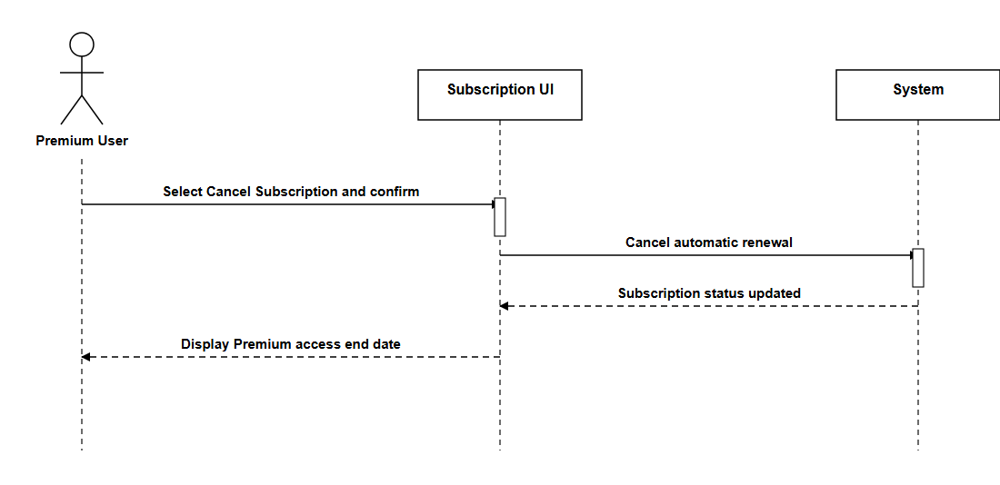 Subscription UI
System
Premium User
Select Cancel Subscription and confirm
Cancel automatic renewal
Subscription status updated
Display Premium access end date